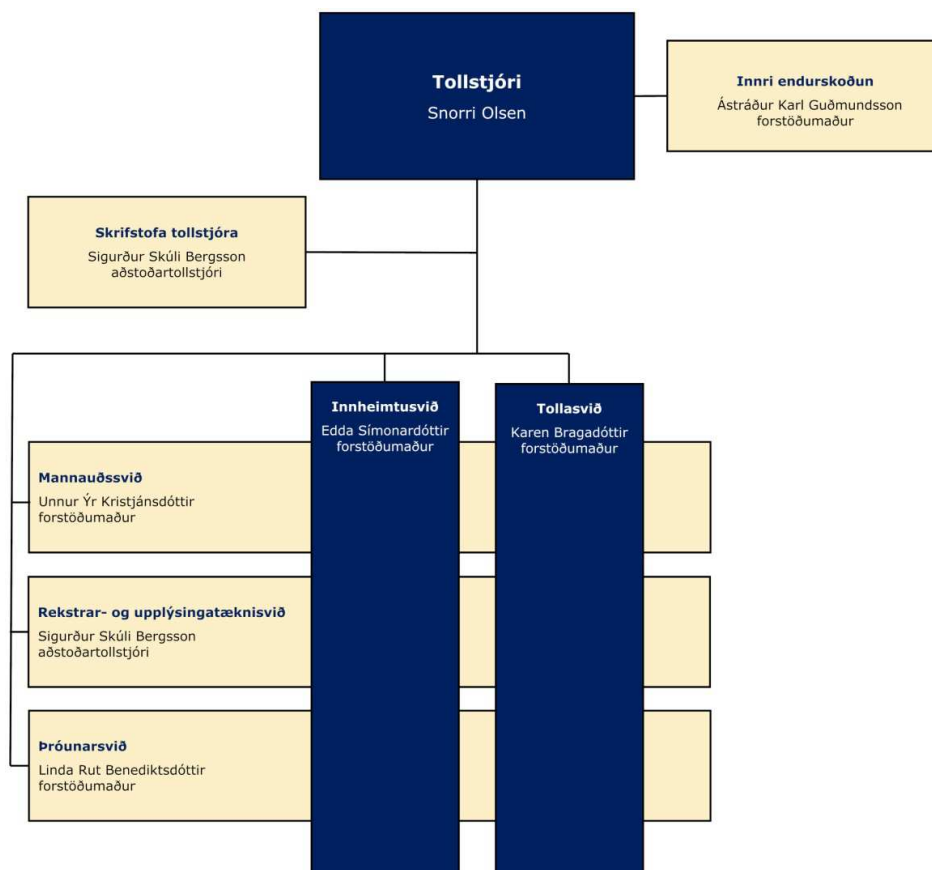 Tollstjóri
Snorri Olsen
Innri endurskoðun
Ástráður Karl Guðmundsson
forstöðumaður
Skrifstofa tollstjóra
Sigurður Skúli Bergsson
aðstoðartollstjóri
Innheimtusvið
Edda Símonardóttir
forstöðumaður
Tollasvið
Karen Bragadóttir
forstöðumaður
Mannauðssvið
Unnur Ýr Kristjánsdóttir
forstöðumaður
Rekstrar- og upplýsingatæknisvið
Sigurður Skúli Bergsson
aðstoðartollstjóri
Þróunarsvið
Linda Rut Benediktsdóttir
forstöðumaður